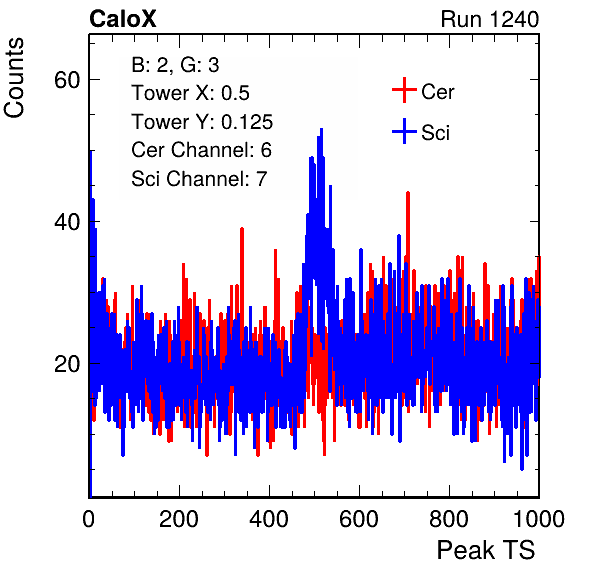 CaloX Run 1240
Counts
B: 2, G: 3
Tower X: 0.5
Tower Y: 0.125
Cer Channel: 6
Sci Channel: 7
Cer
Sci
60
40
20
0 200 400 600 800 1000
Peak TS